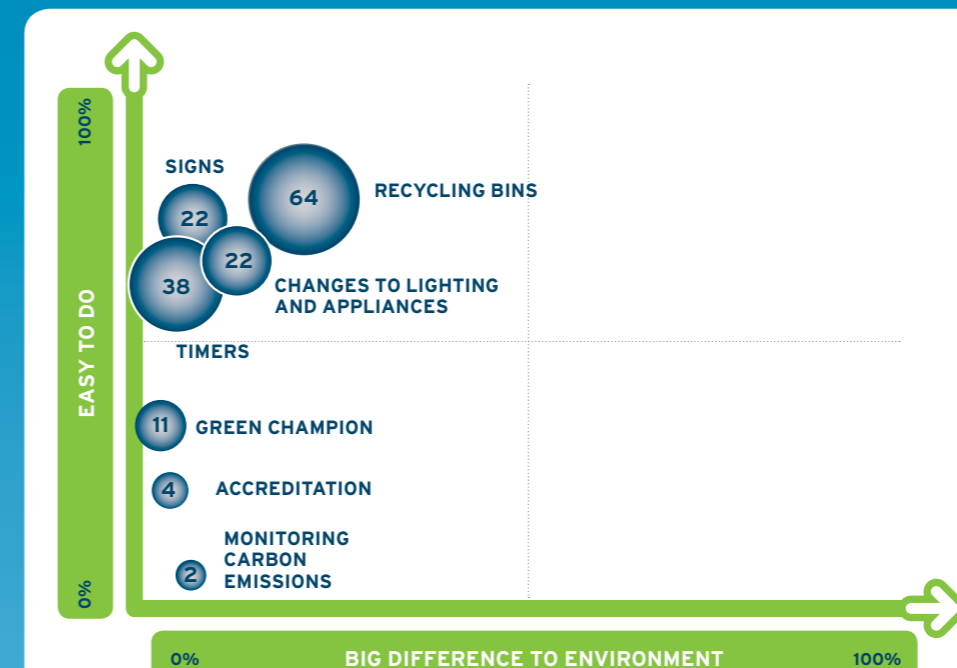 100%
SIGNS
22
64
RECYCLING BINS
22
38
CHANGES TO LIGHTING
AND APPLIANCES
EASY TO DO
TIMERS
11
GREEN CHAMPION
4
ACCREDITATION
MONITORING
CARBON
EMISSIONS
2
0%
0%
BIG DIFFERENCE TO ENVIRONMENT
100%